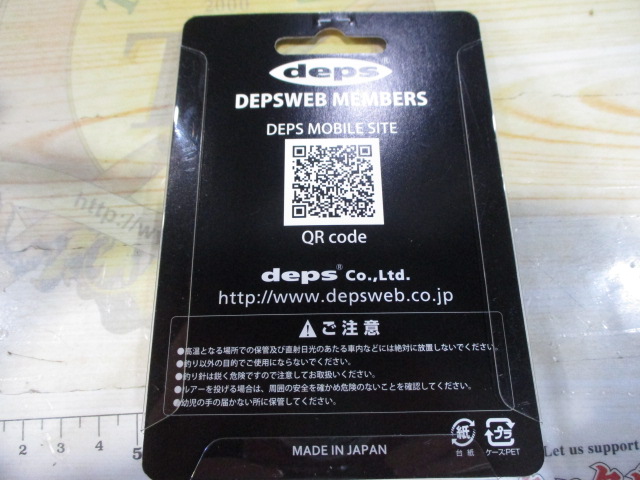 2000
deps®
DEPSWEB MEMBERS
DEPS MOBILE SITE
QR code
deps® Co.,Ltd.
http://www.depsweb.co.jp
ご注意
●高温となる場所での保管及び直射日光のあたる車内などには絶対に放置しないでください。
●釣り以外の目的でご使用にならないでください。
●釣り針は鋭く危険ですので注意してお取扱いください。
●ルアーを投げる場合は、周囲の安全を確かめ危険のないことを確認してください。
●幼児の手の届かない所に保管してください。
紙
台紙
プラ
ケース:PET
MADE IN JAPAN
http://w
2 3 4 5
Let us support